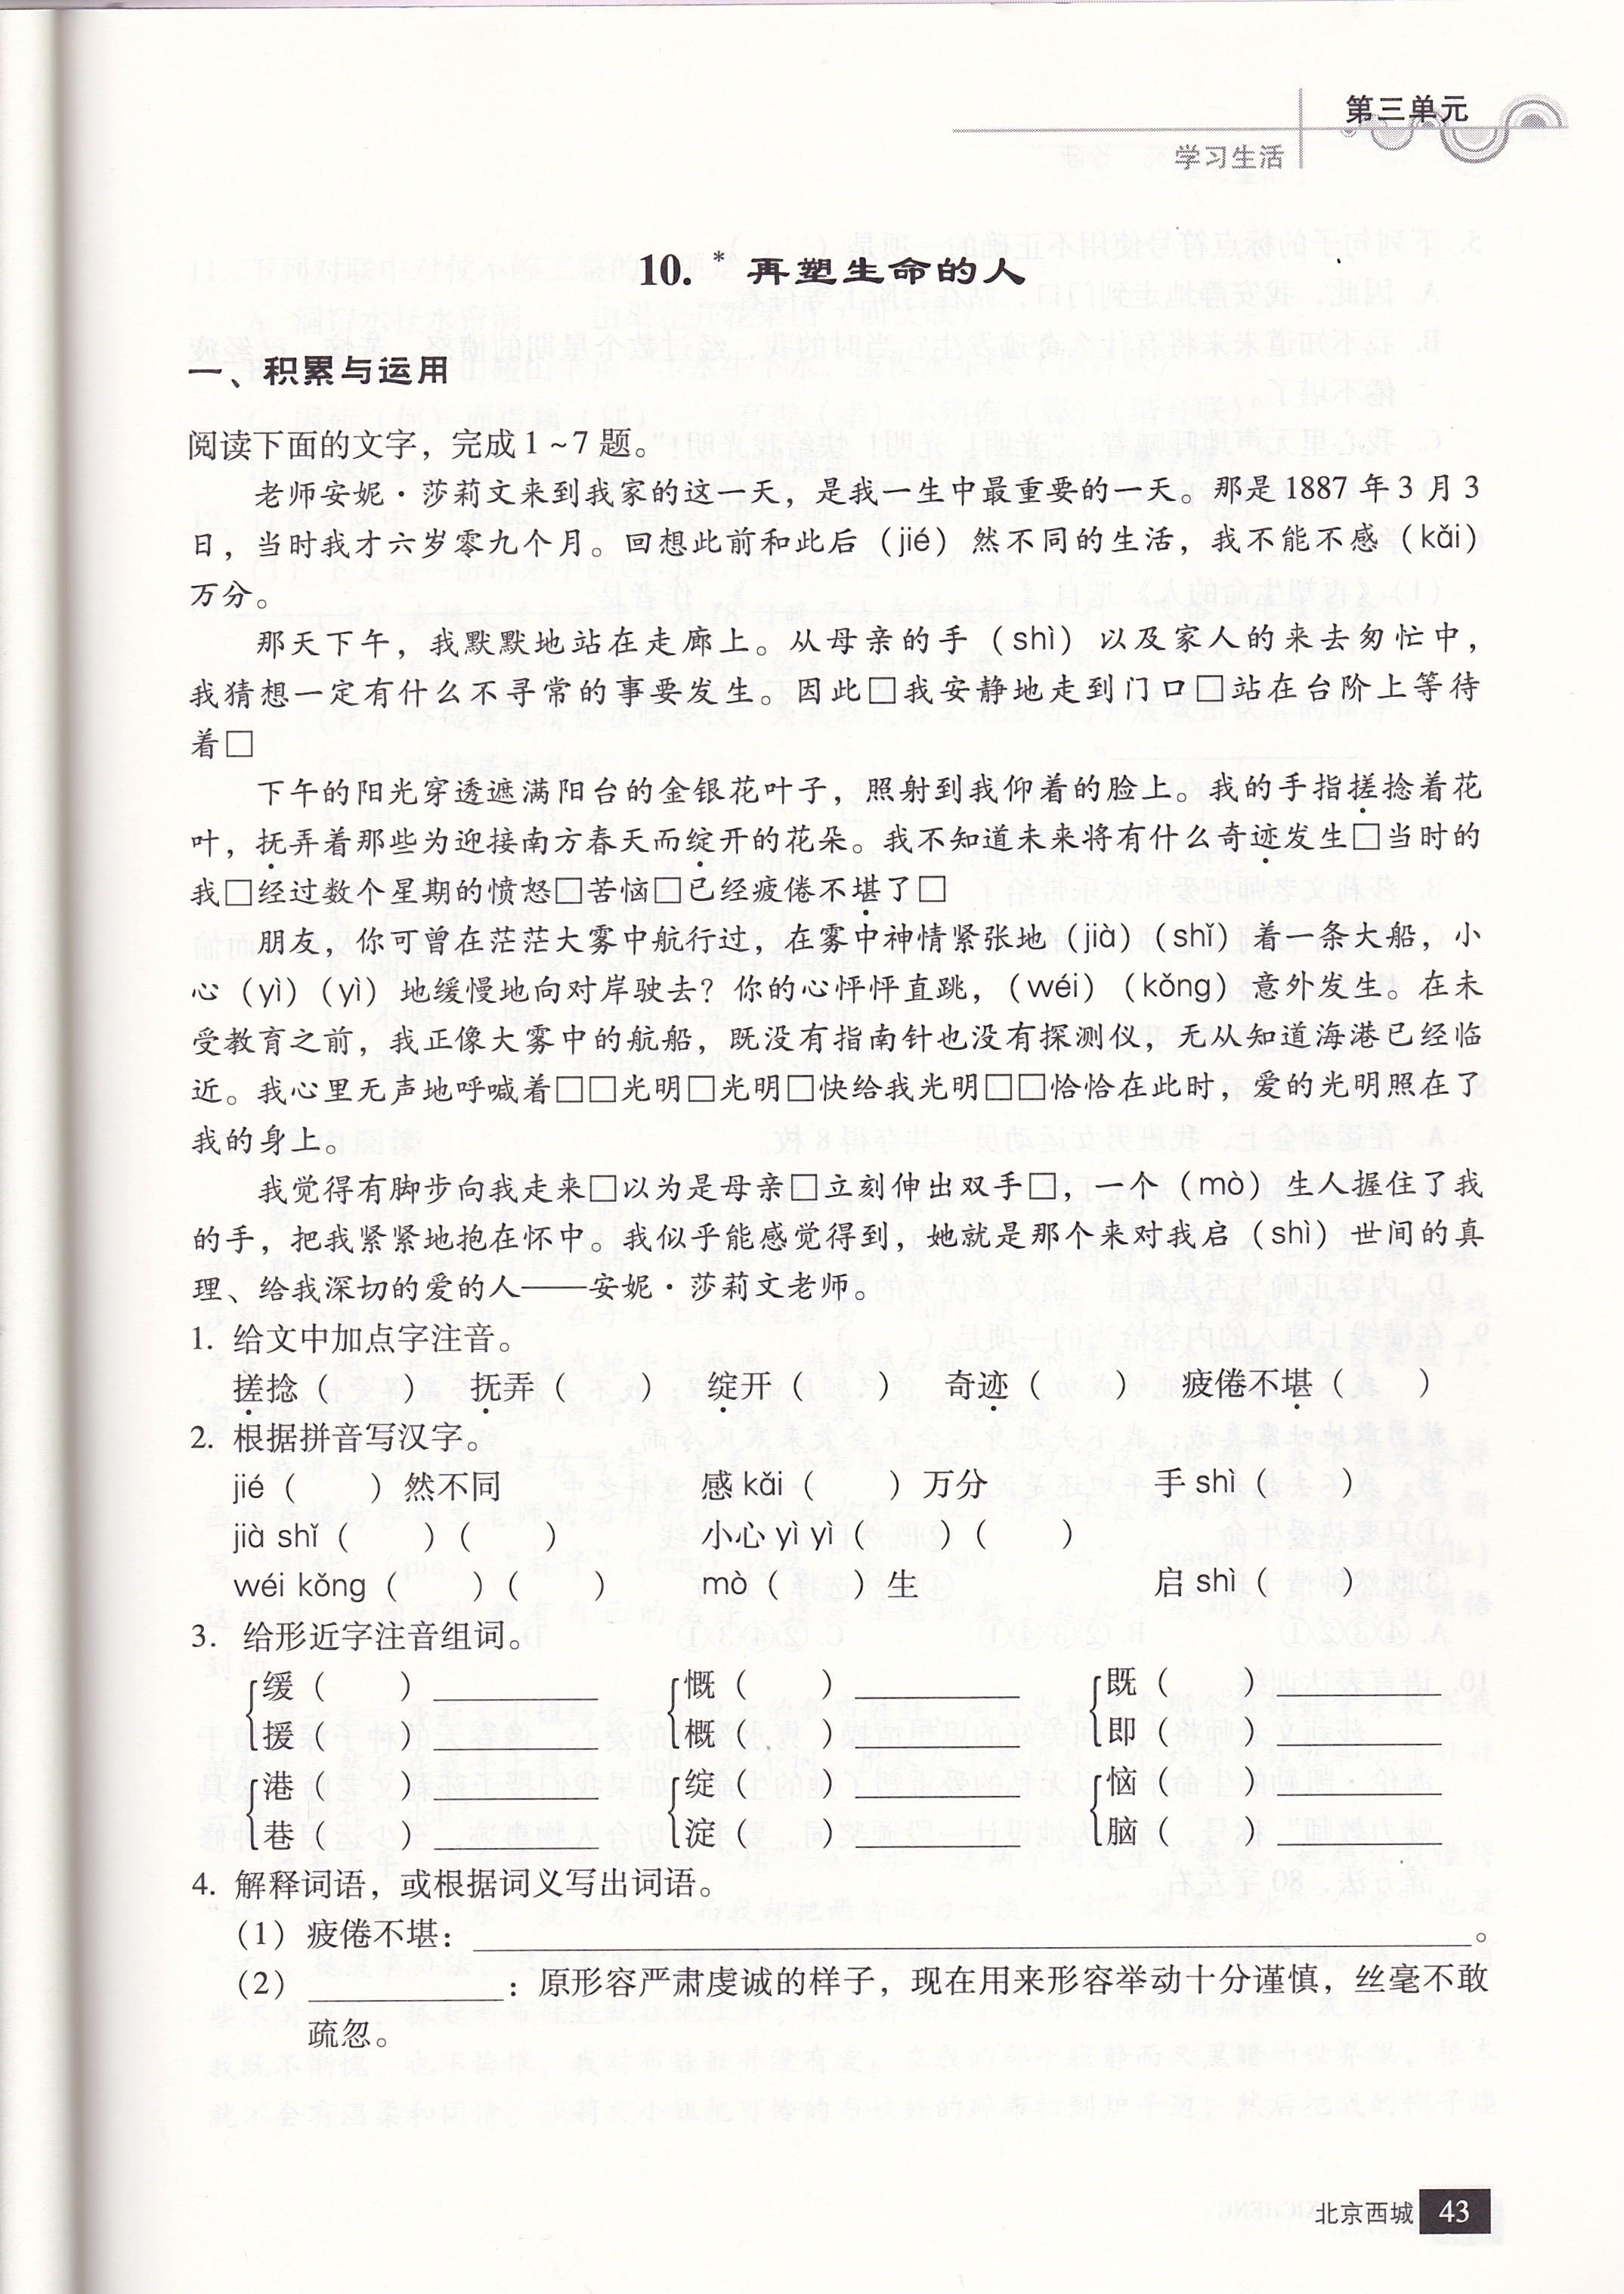 第三单元
学习生活
10.* 再塑生命的人
一、积累与运用
阅读下面的文字，完成1~7题。
老师安妮·莎莉文来到我家的这一天，是我一生中最重要的一天。那是1887年3月3
日，当时我才六岁零九个月。回想此前和此后（jié）然不同的生活，我不能不感（kǎi）
万分。
那天下午，我默默地站在走廊上。从母亲的手（shì）以及家人的来去匆忙中，
我猜想一定有什么不寻常的事要发生。因此□我安静地走到门口□站在台阶上等待
着□
下午的阳光穿透遮满阳台的金银花叶子，照射到我仰着的脸上。我的手指搓捻着花
叶，抚弄着那些为迎接南方春天而绽开的花朵。我不知道未来将有什么奇迹发生□当时的
我□经过数个星期的愤怒□苦恼□已经疲倦不堪了□
朋友，你可曾在茫茫大雾中航行过，在雾中神情紧张地（jià）（shǐ）着一条大船，小
心（yì）（yì）地缓慢地向对岸驶去？你的心怦怦直跳，（wéi）（kǒng）意外发生。在未
受教育之前，我正像大雾中的航船，既没有指南针也没有探测仪，无从知道海港已经临
近。我心里无声地呼喊着□□光明□光明□快给我光明□□恰恰在此时，爱的光明照在了
我的身上。
我觉得有脚步向我走来□以为是母亲□立刻伸出双手□，一个（mò）生人握住了我
的手，把我紧紧地抱在怀中。我似乎能感觉得到，她就是那个来对我启（shì）世间的真
理、给我深切的爱的人——安妮·莎莉文老师。
1. 给文中加点字注音。
搓捻（　　） 抚弄（　　） 绽开（　　） 奇迹（　　） 疲倦不堪（　　）
2. 根据拼音写汉字。
jié（　　）然不同 感kǎi（　　）万分 手shì（　　）
jià shǐ（　　）（　　） 小心yì yì（　　）（　　）
wéi kǒng（　　）（　　） mò（　　）生 启shì（　　）
3. 给形近字注音组词。
缓（　　）________ 慨（　　）________ 既（　　）________
援（　　）________ 概（　　）________ 即（　　）________
港（　　）________ 绽（　　）________ 恼（　　）________
巷（　　）________ 淀（　　）________ 脑（　　）________
4. 解释词语，或根据词义写出词语。
（1）疲倦不堪：________________。
（2）________：原形容严肃虔诚的样子，现在用来形容举动十分谨慎，丝毫不敢
疏忽。
北京西城 43